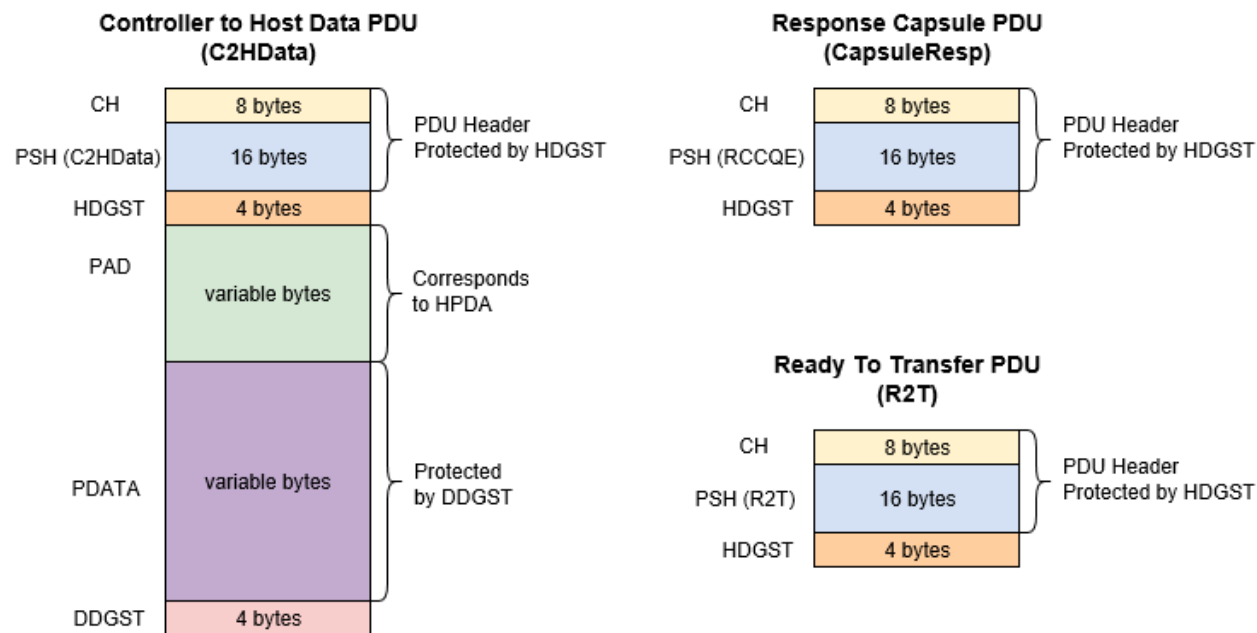 Controller to Host Data PDU
(C2HData)
CH
8 bytes
PSH (C2HData)
16 bytes
PDU Header
Protected by HDGST
HDGST
4 bytes
PAD
variable bytes
Corresponds
to HPDA
PDATA
variable bytes
Protected
by DDGST
DDGST
4 bytes
Response Capsule PDU
(CapsuleResp)
CH
8 bytes
PSH (RCCQE)
16 bytes
PDU Header
Protected by HDGST
HDGST
4 bytes
Ready To Transfer PDU
(R2T)
CH
8 bytes
PSH (R2T)
16 bytes
PDU Header
Protected by HDGST
HDGST
4 bytes